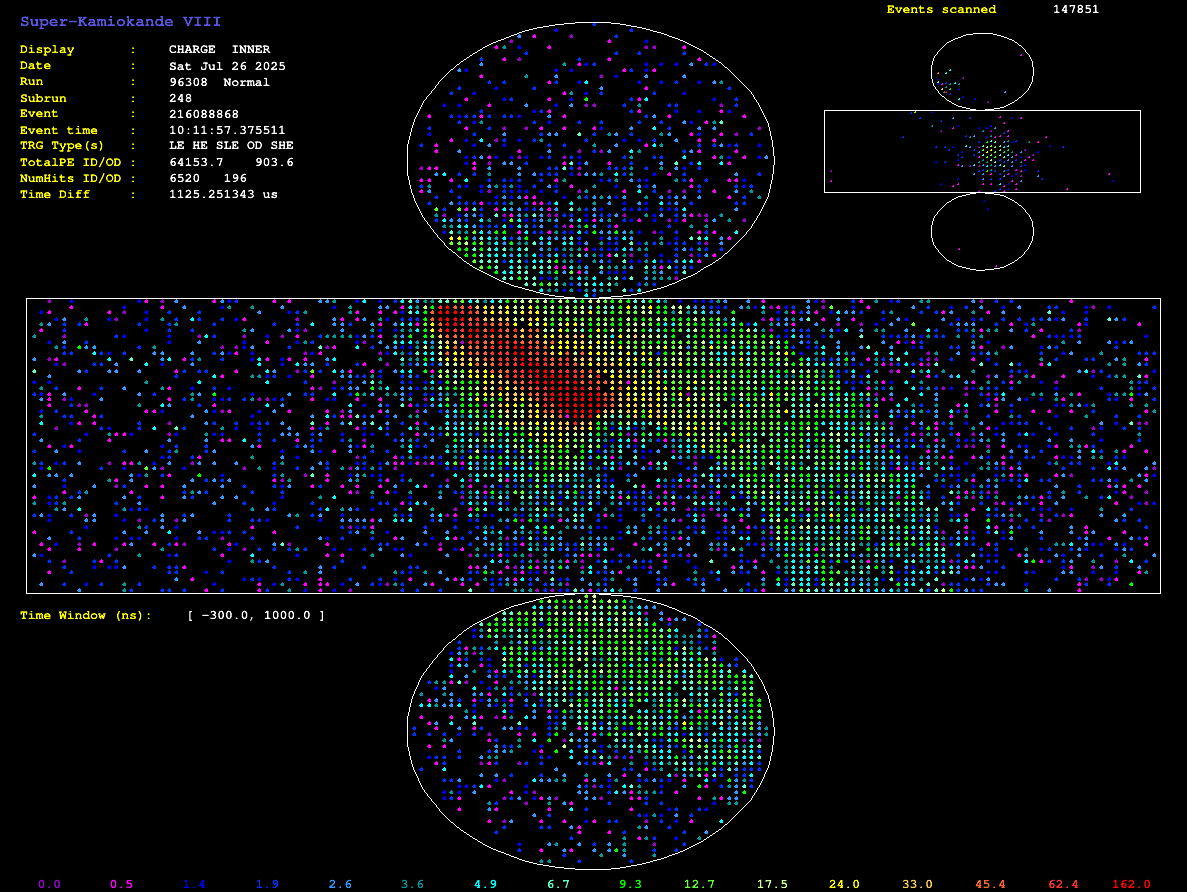 Super-Kamiokande VIII
Events scanned 147851
Display : CHARGE INNER
Date : Sat Jul 26 2025
Run : 96308 Normal
Subrun : 248
Event : 216088868
Event time : 10:11:57.375511
TRG Type(s) : LE HE SLE OD SHE
TotalPE ID/OD : 64153.7 903.6
NumHits ID/OD : 6520 196
Time Diff : 1125.251343 us
Time Window (ns): [ -300.0, 1000.0 ]
0.0 0.5 1.4 1.9 2.6 3.6 4.9 6.7 9.3 12.7 17.5 24.0 33.0 45.4 62.4 162.0